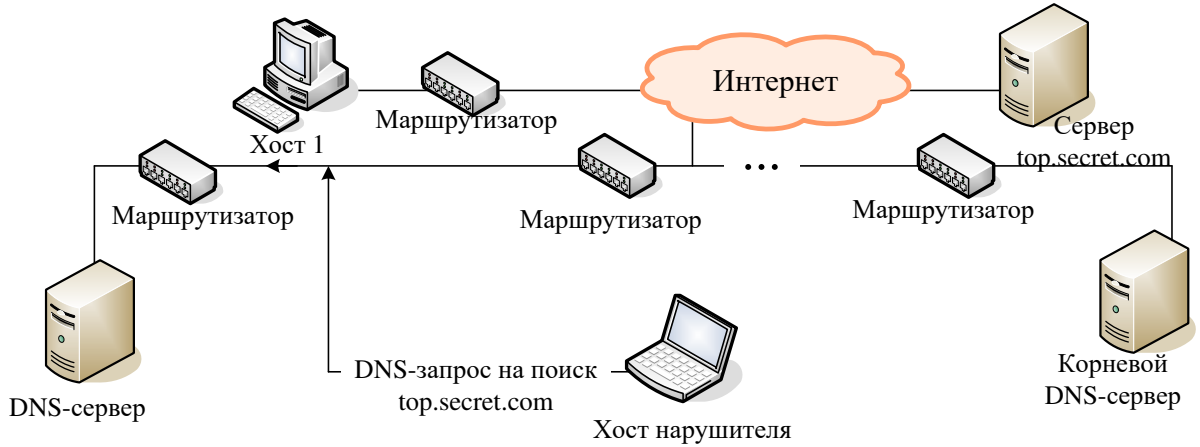 Интернет
Маршрутизатор
Хост 1
Сервер
top.secret.com
Маршрутизатор
Маршрутизатор
Маршрутизатор
DNS-запрос на поиск
top.secret.com
DNS-сервер
Хост нарушителя
Корневой
DNS-сервер